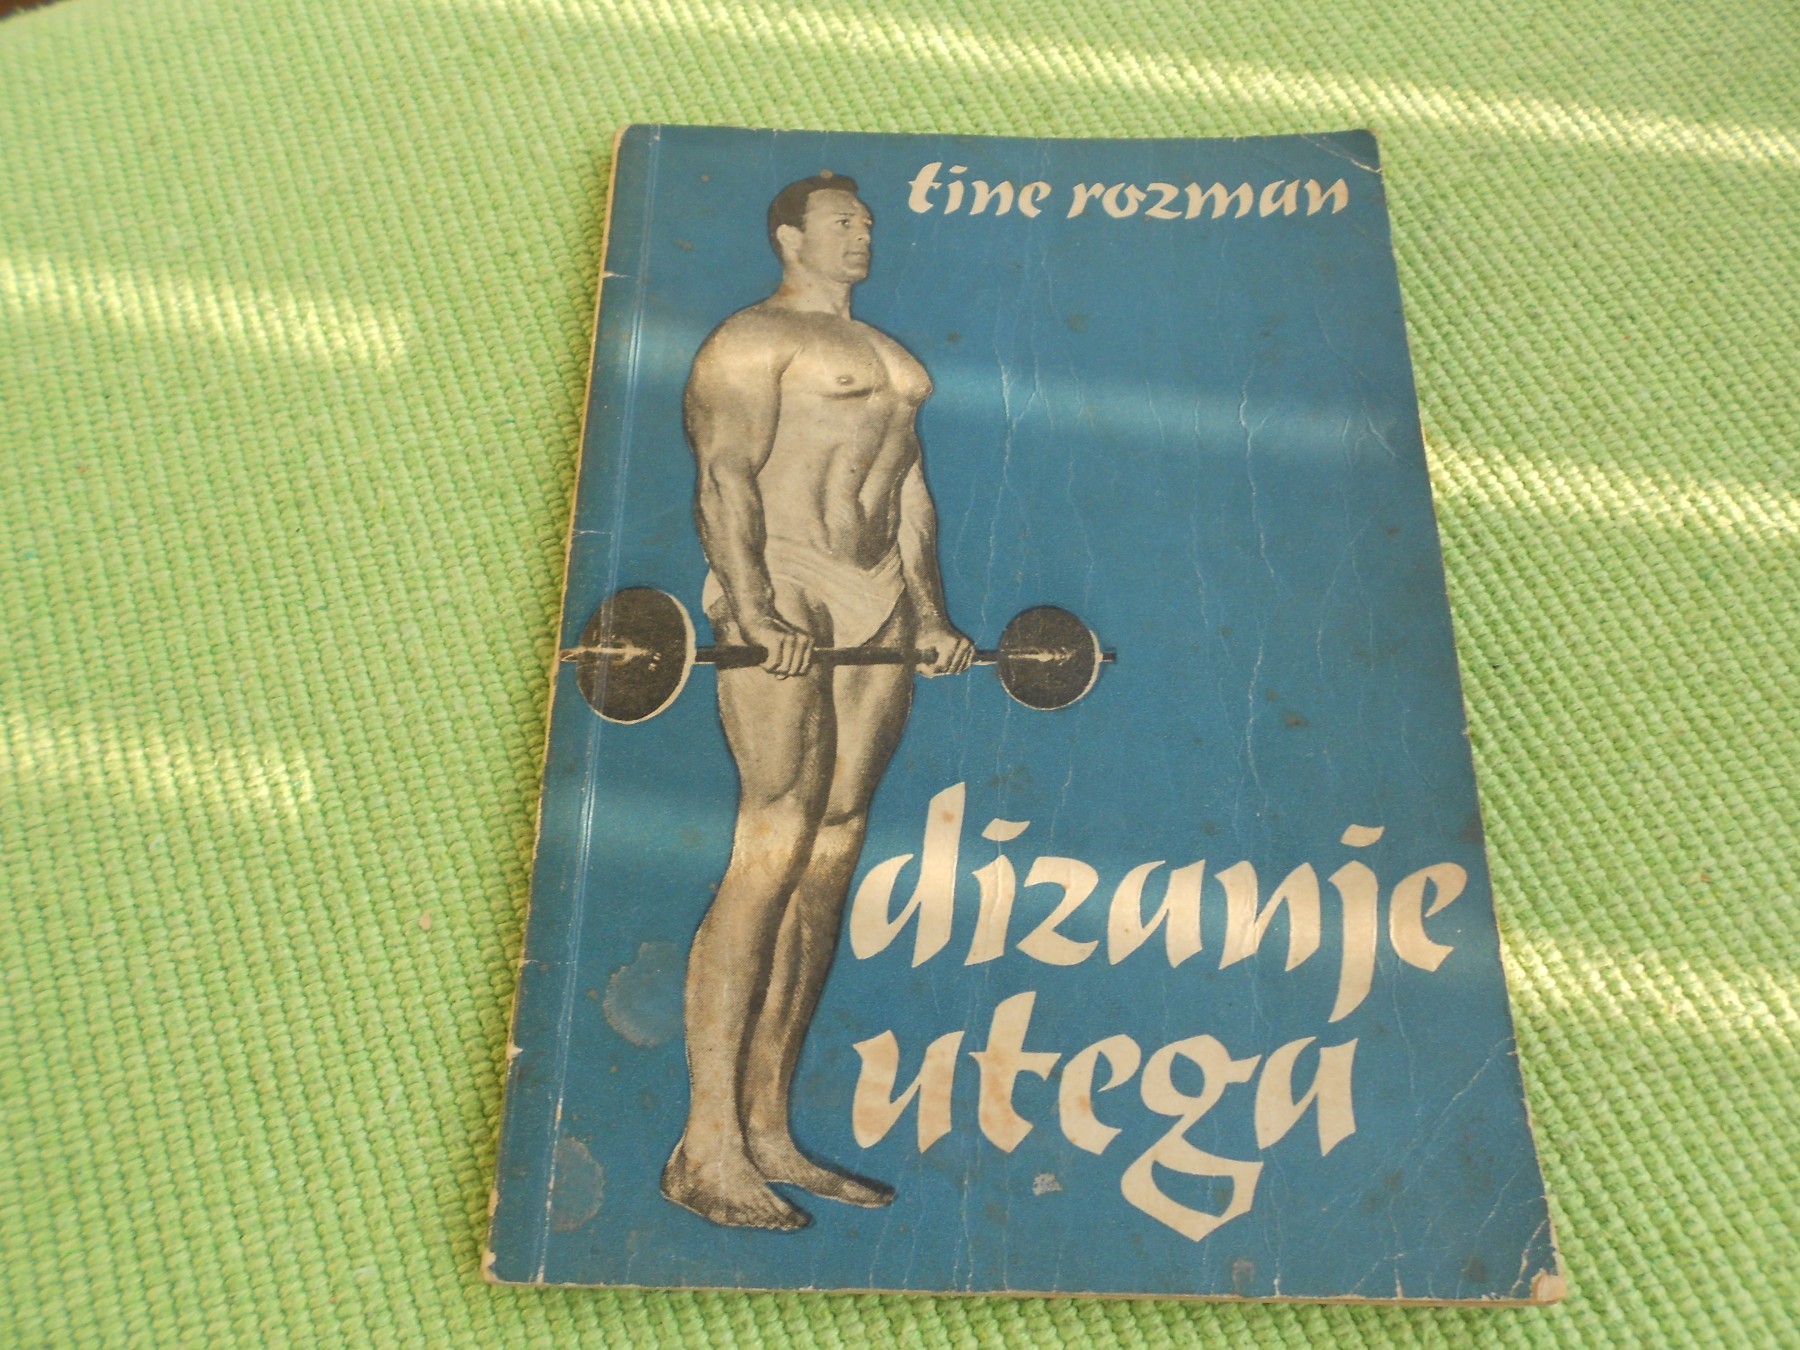 tine rozman
dizanje
utega